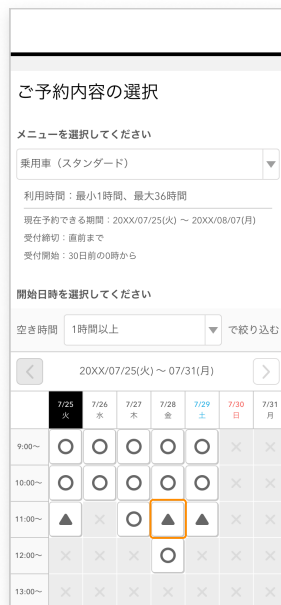 ご予約内容の選択
メニューを選択してください
乗用車（スタンダード）
利用時間：最小1時間、最大36時間
現在予約できる期間：20XX/07/25(火) ～ 20XX/08/07(月)
受付締切：直前まで
受付開始：30日前の0時から
開始日時を選択してください
空き時間 1時間以上 で絞り込む
20XX/07/25(火) ～ 07/31(月)
7/25 7/26 7/27 7/28 7/29 7/30 7/31
火 水 木 金 土 日 月
9:00～
10:00～
11:00～
12:00～
13:00～